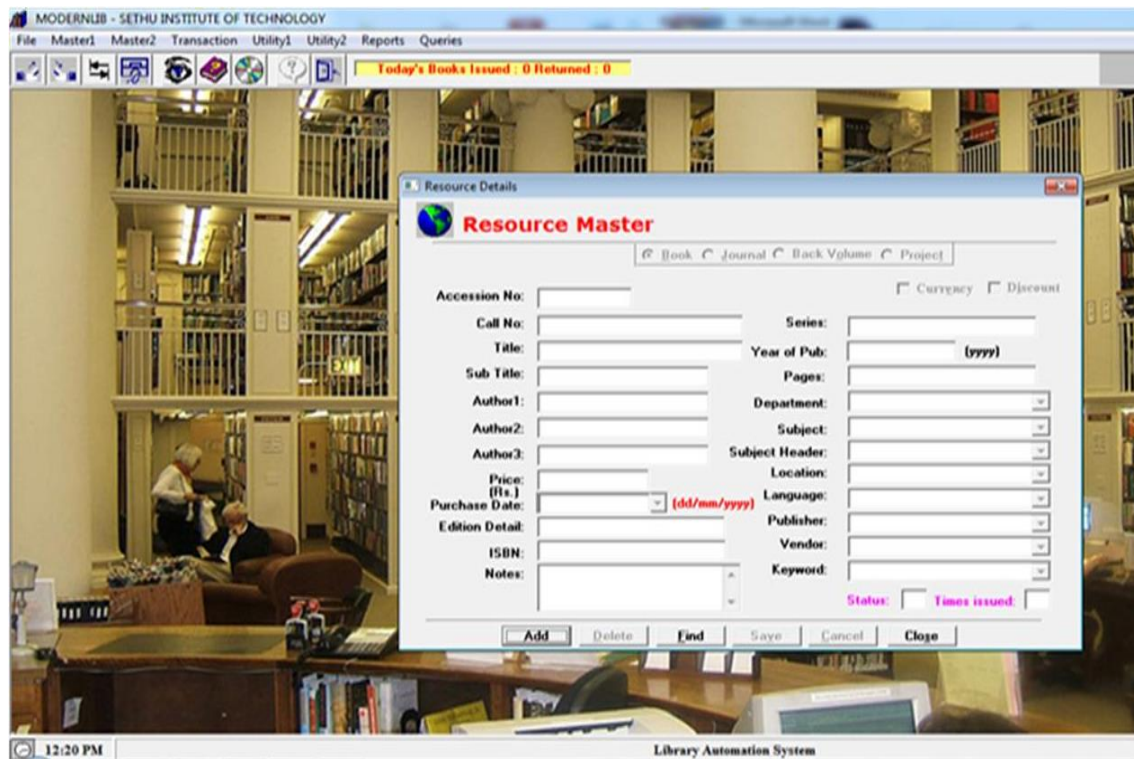 MODERNLIB - SETHU INSTITUTE OF TECHNOLOGY
File Master1 Master2 Transaction Utility1 Utility2 Reports Queries
Today's Books Issued : 0 Returned : 0
Resource Details
Resource Master
Book Journal Back Volume Project
Currency Discount
Accession No:
Call No:
Title:
Sub Title:
Author1:
Author2:
Author3:
Price:
(Rs.)
Purchase Date: (dd/mm/yyyy)
Edition Detail:
ISBN:
Notes:
Series:
Year of Pub: (yyyy)
Pages:
Department:
Subject:
Subject Header:
Location:
Language:
Publisher:
Vendor:
Keyword:
Status: Times issued:
Add Delete Find Save Cancel Close
EXIT
12:20 PM Library Automation System